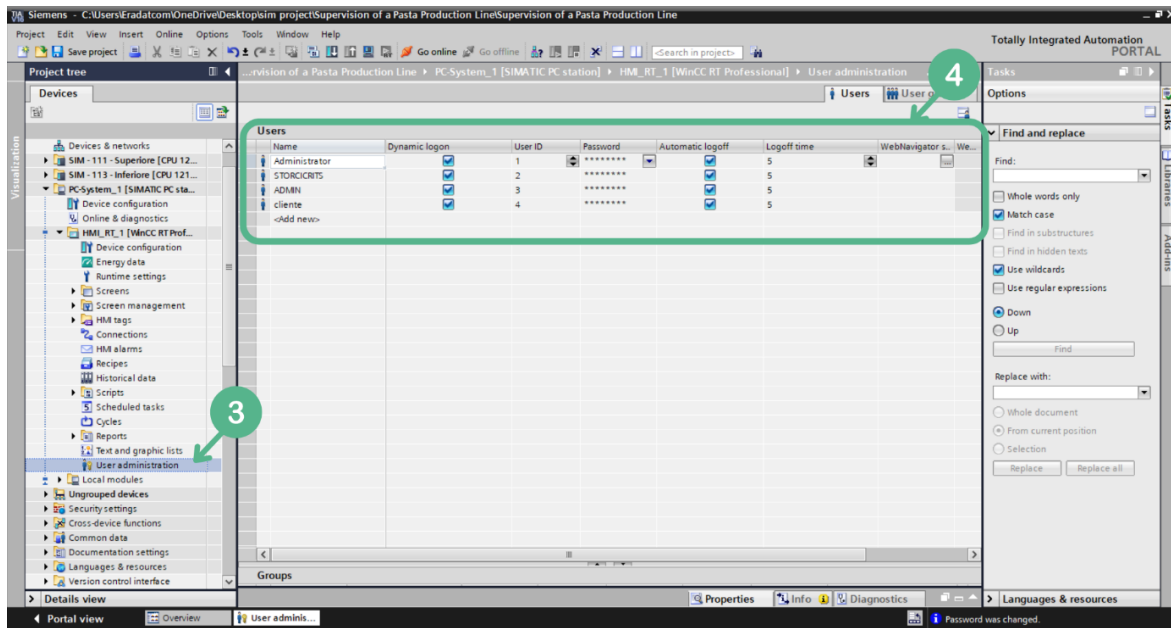 Siemens - C:\Users\Eradatcom\OneDrive\Desktop\sim project\Supervision of a Pasta Production Line\Supervision of a Pasta Production Line
Project Edit View Insert Online Options Tools Window Help
Save project Go online Go offline <Search in project>
Totally Integrated Automation
PORTAL
Project tree
...rvision of a Pasta Production Line PC-System_1 [SIMATIC PC station] HMI_RT_1 [WinCC RT Professional] User administration
Tasks
Devices
Users User
Options
4
Users
Name Dynamic logon User ID Password Automatic logoff Logoff time WebNavigator s.. We...
Administrator 1 ******** 5
STORCICRITS 2 ******** 5
ADMIN 3 ******** 5
cliente 4 ******** 5
<Add new>
Visualization
Devices & networks
SIM - 111 - Superiore [CPU 12...
SIM - 113 - Inferiore [CPU 121...
PC-System_1 [SIMATIC PC sta...
Device configuration
Online & diagnostics
HMI_RT_1 [WinCC RT Prof...
Device configuration
Energy data
Runtime settings
Screens
Screen management
HMI tags
Connections
HMI alarms
Recipes
Historical data
Scripts
Scheduled tasks
Cycles
Reports
Text and graphic lists
User administration
Local modules
Ungrouped devices
Security settings
Cross-device functions
Common data
Documentation settings
Languages & resources
Version control interface
3
Find and replace
Find:
Whole words only
Match case
Find in substructures
Find in hidden texts
Use wildcards
Use regular expressions
Down
Up
Find
Replace with:
Whole document
From current position
Selection
Replace Replace all
Tasks
Libraries
Add-ins
Groups
Details view
Properties Info Diagnostics
Languages & resources
Portal view Overview User adminis... Password was changed.